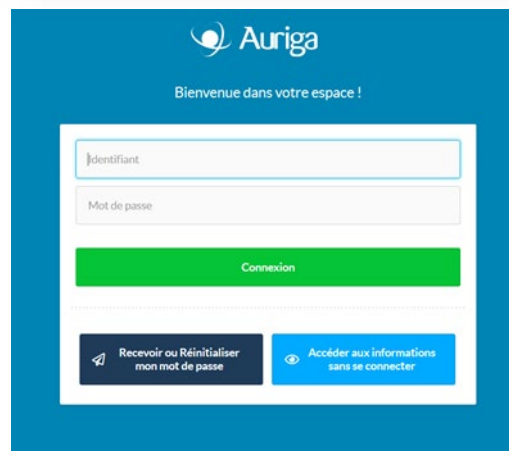 Auriga
Bienvenue dans votre espace !
Identifiant
Mot de passe
Connexion
Recevoir ou Réinitialiser
mon mot de passe
Accéder aux informations
sans se connecter